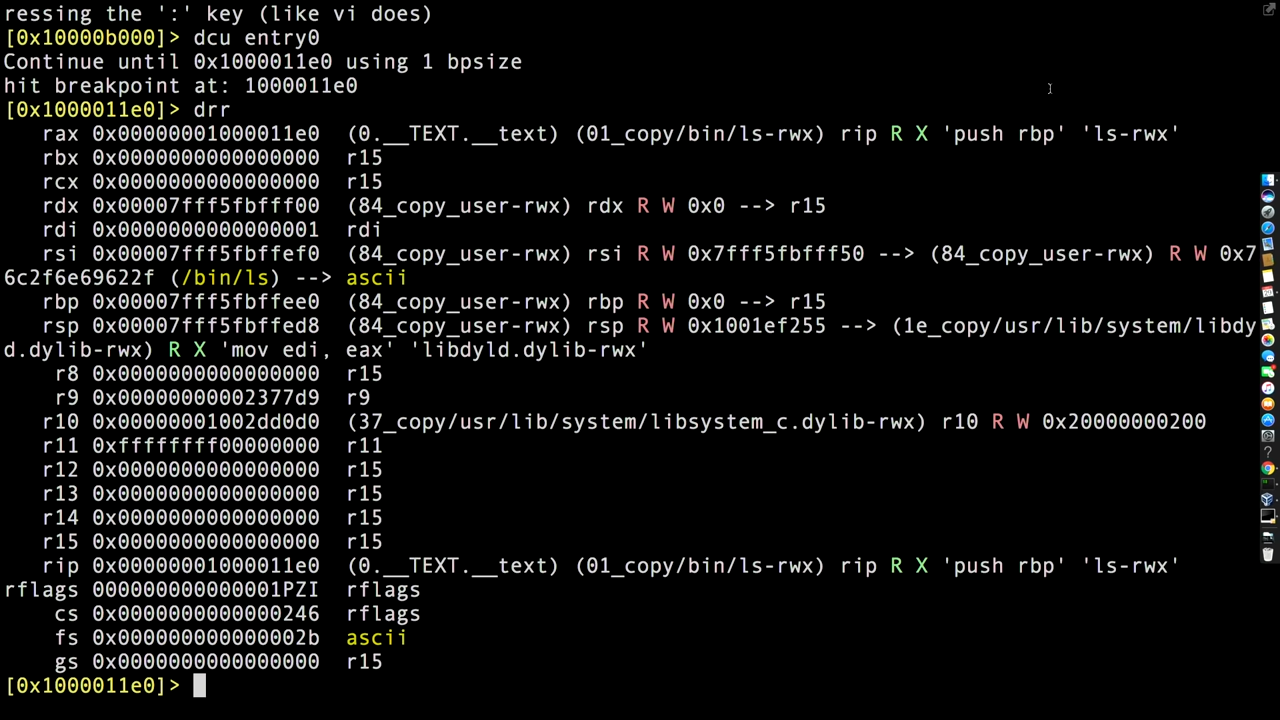 ressing the ':' key (like vi does)
[0x10000b000]> dcu entry0
Continue until 0x1000011e0 using 1 bpsize
hit breakpoint at: 1000011e0
[0x1000011e0]> drr
rax 0x00000001000011e0 (0.__TEXT.__text) (01_copy/bin/ls-rwx) rip R X 'push rbp' 'ls-rwx'
rbx 0x0000000000000000 r15
rcx 0x0000000000000000 r15
rdx 0x00007fff5fbfff00 (84_copy_user-rwx) rdx R W 0x0 --> r15
rdi 0x0000000000000001 rdi
rsi 0x00007fff5fbffef0 (84_copy_user-rwx) rsi R W 0x7fff5fbfff50 --> (84_copy_user-rwx) R W 0x7
6c2f6e69622f (/bin/ls) --> ascii
rbp 0x00007fff5fbffee0 (84_copy_user-rwx) rbp R W 0x0 --> r15
rsp 0x00007fff5fbffed8 (84_copy_user-rwx) rsp R W 0x1001ef255 --> (1e_copy/usr/lib/system/libdy
d.dylib-rwx) R X 'mov edi, eax' 'libdyld.dylib-rwx'
r8 0x0000000000000000 r15
r9 0x00000000002377d9 r9
r10 0x00000001002dd0d0 (37_copy/usr/lib/system/libsystem_c.dylib-rwx) r10 R W 0x20000000200
r11 0xffffffff00000000 r11
r12 0x0000000000000000 r15
r13 0x0000000000000000 r15
r14 0x0000000000000000 r15
r15 0x0000000000000000 r15
rip 0x00000001000011e0 (0.__TEXT.__text) (01_copy/bin/ls-rwx) rip R X 'push rbp' 'ls-rwx'
rflags 00000000000001PZI rflags
cs 0x0000000000000246 rflags
fs 0x000000000000002b ascii
gs 0x0000000000000000 r15
[0x1000011e0]>